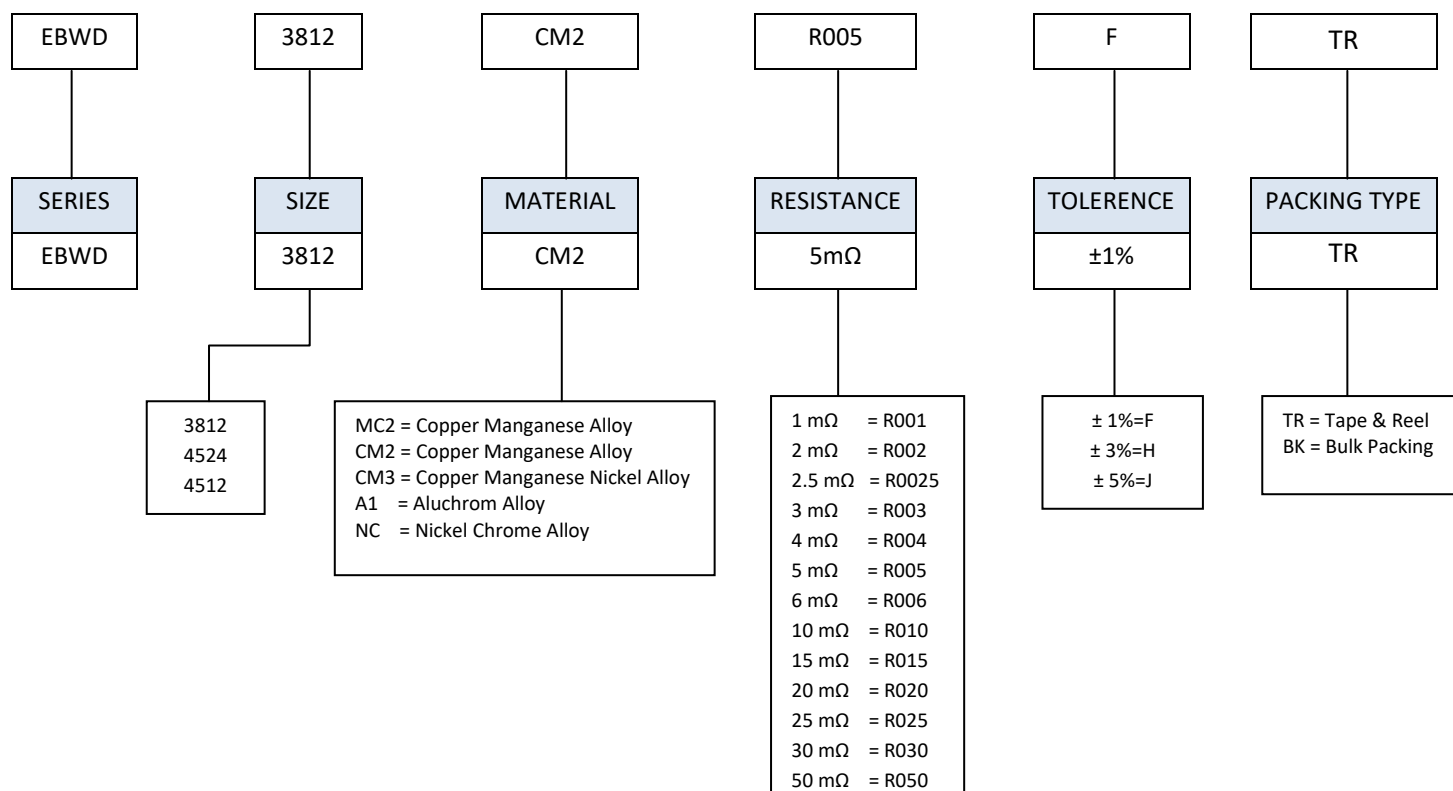 EBWD 3812 CM2 R005 F TR
SERIES SIZE MATERIAL RESISTANCE TOLERENCE PACKING TYPE
EBWD 3812 CM2 5mΩ ±1% TR
3812
4524
4512
MC2 = Copper Manganese Alloy
CM2 = Copper Manganese Alloy
CM3 = Copper Manganese Nickel Alloy
A1 = Aluchrom Alloy
NC = Nickel Chrome Alloy
1 mΩ = R001
2 mΩ = R002
2.5 mΩ = R0025
3 mΩ = R003
4 mΩ = R004
5 mΩ = R005
6 mΩ = R006
10 mΩ = R010
15 mΩ = R015
20 mΩ = R020
25 mΩ = R025
30 mΩ = R030
50 mΩ = R050
± 1%=F
± 3%=H
± 5%=J
TR = Tape & Reel
BK = Bulk Packing